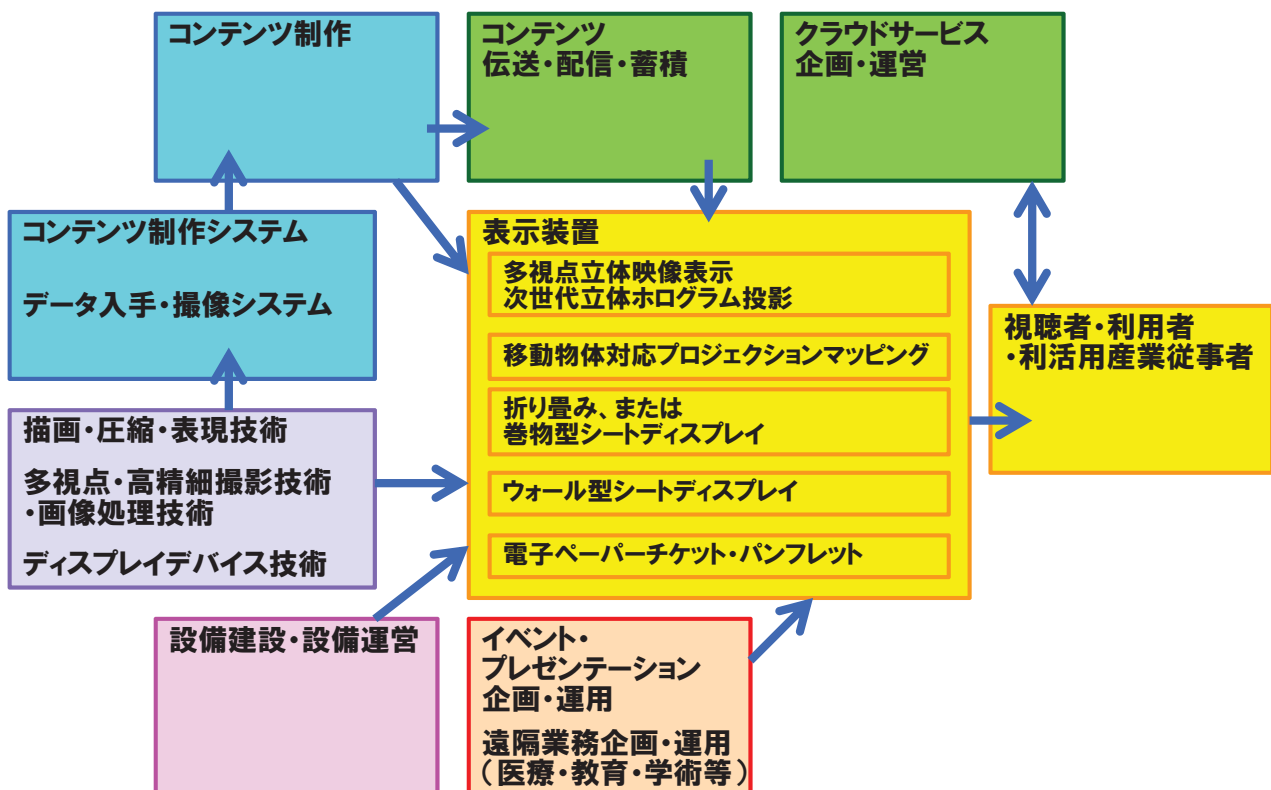 コンテンツ制作
コンテンツ
伝送・配信・蓄積
クラウドサービス
企画・運営
コンテンツ制作システム
データ入手・撮像システム
表示装置
多視点立体映像表示
次世代立体ホログラム投影
移動物体対応プロジェクションマッピング
折り畳み、または
巻物型シートディスプレイ
ウォール型シートディスプレイ
電子ペーパーチケット・パンフレット
視聴者・利用者
・利活用産業従事者
描画・圧縮・表現技術
多視点・高精細撮影技術
・画像処理技術
ディスプレイデバイス技術
設備建設・設備運営
イベント・
プレゼンテーション
企画・運用
遠隔業務企画・運用
（医療・教育・学術等）